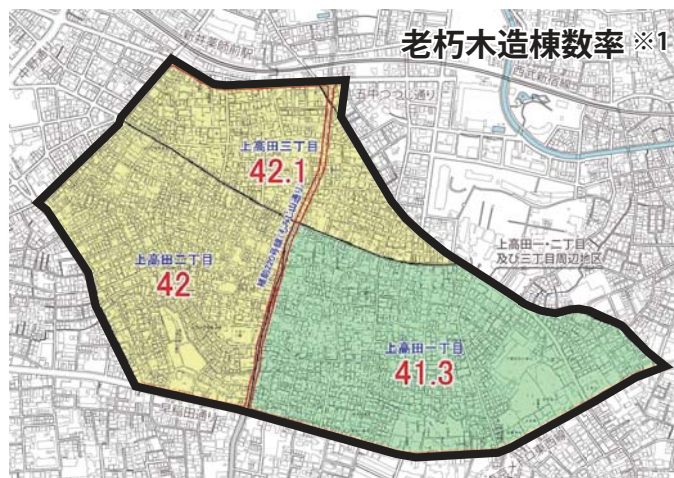 老朽木造棟数率 ※1
新井薬師前駅
西武新宿線
五中つつじ通り
上高田三丁目
42.1
上高田二丁目
42
上高田一・二丁目
及び三丁目周辺地区
上高田一丁目
41.3
早稲田通り